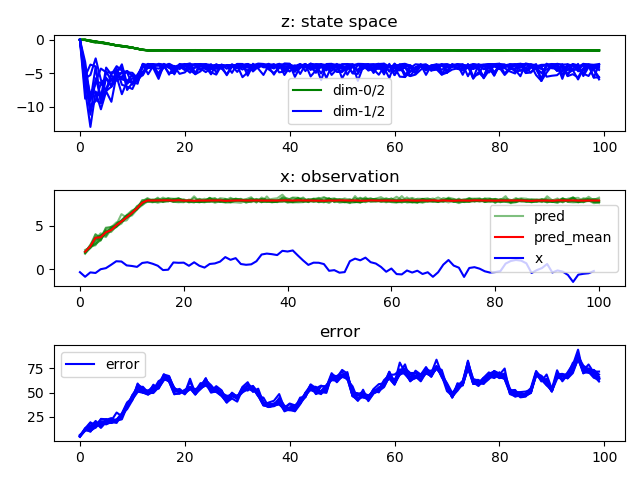 z: state space
0
−5
−10
dim-0/2
dim-1/2
0 20 40 60 80 100
x: observation
5
0
pred
pred_mean
x
0 20 40 60 80 100
error
75
50
25
error
0 20 40 60 80 100